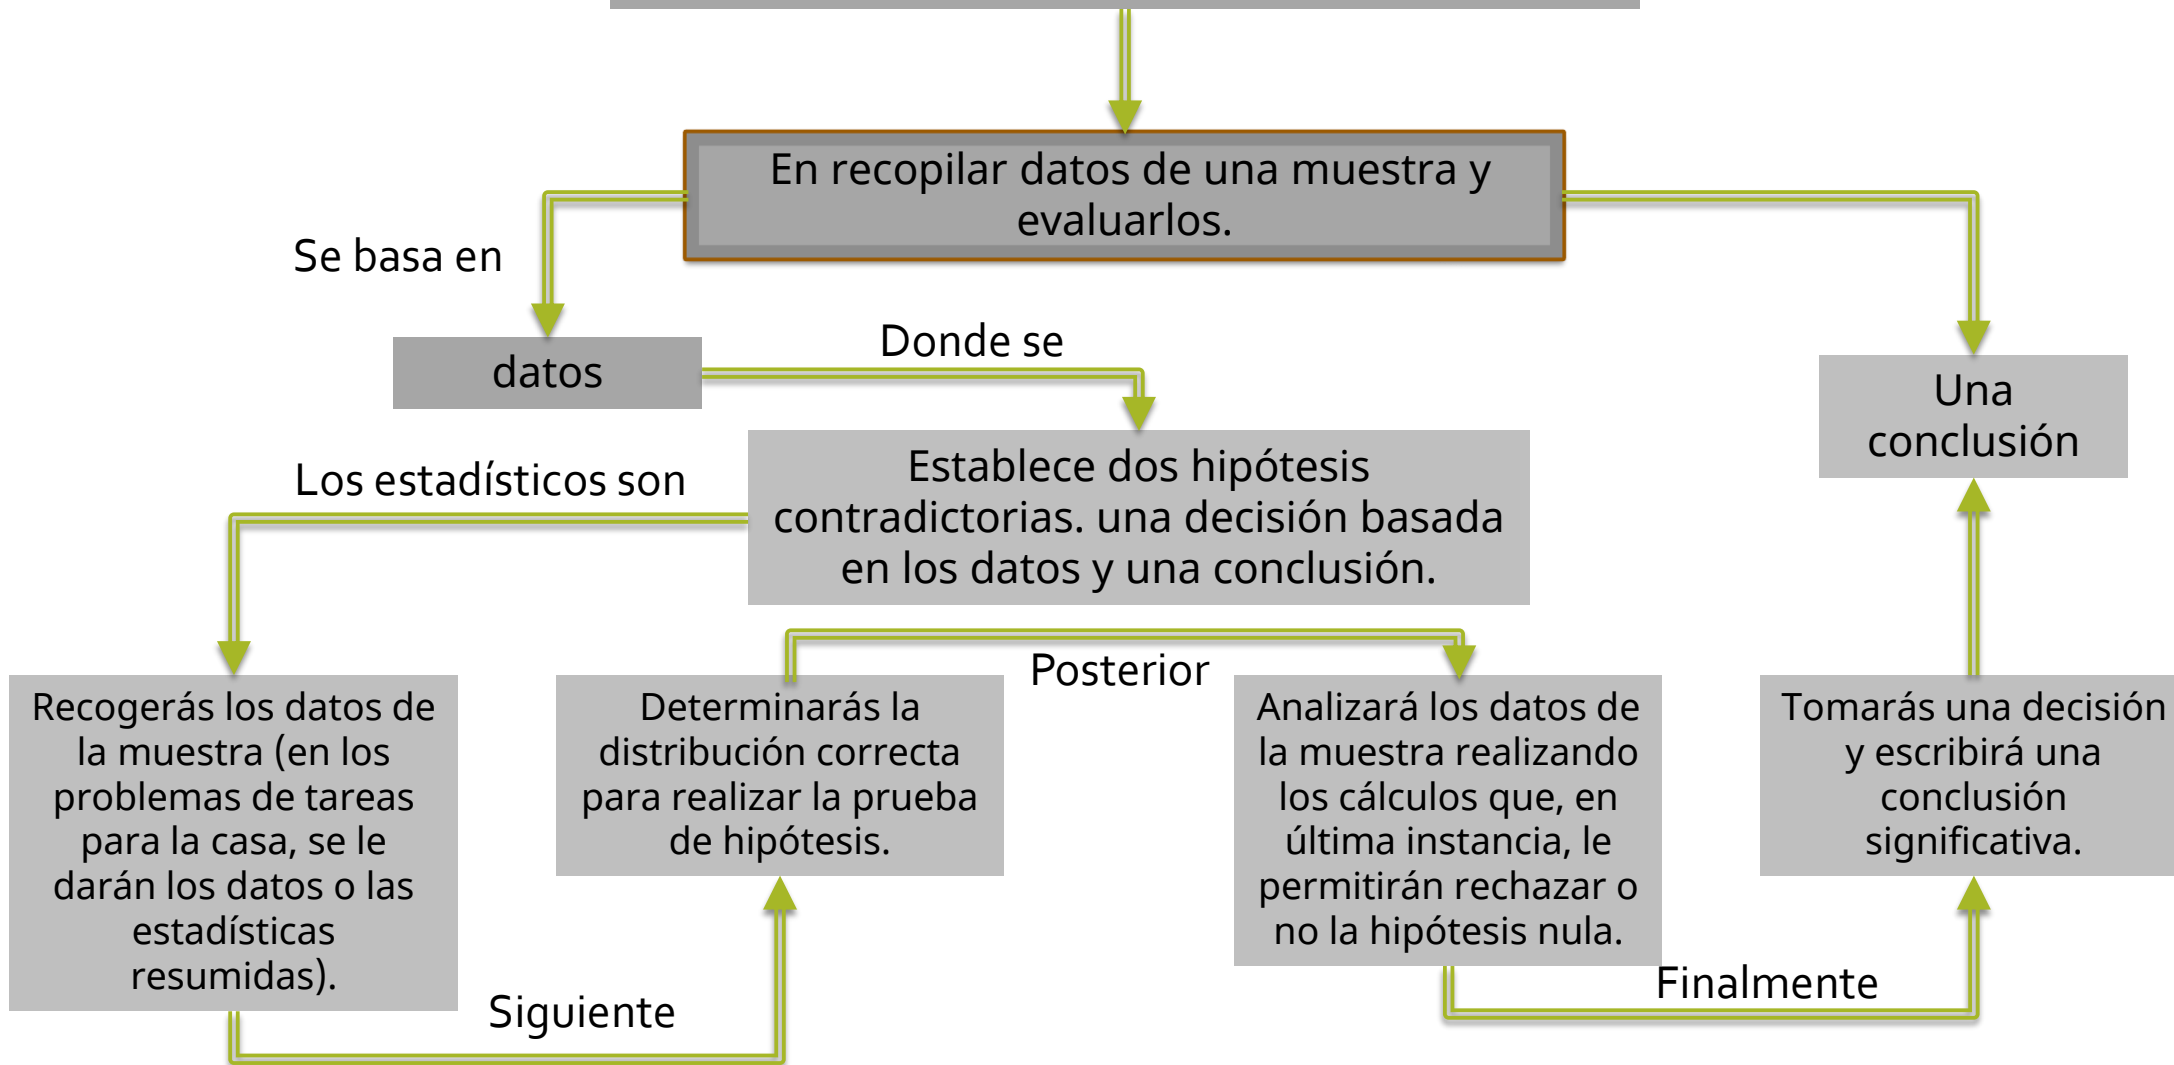 En recopilar datos de una muestra y
evaluarlos.
Se basa en
datos
Donde se
Una
conclusión
Establece dos hipótesis
contradictorias. una decisión basada
en los datos y una conclusión.
Los estadísticos son
Recogerás los datos de
la muestra (en los
problemas de tareas
para la casa, se le
darán los datos o las
estadísticas
resumidas).
Siguiente
Determinarás la
distribución correcta
para realizar la prueba
de hipótesis.
Posterior
Analizará los datos de
la muestra realizando
los cálculos que, en
última instancia, le
permitirán rechazar o
no la hipótesis nula.
Finalmente
Tomarás una decisión
y escribirá una
conclusión
significativa.